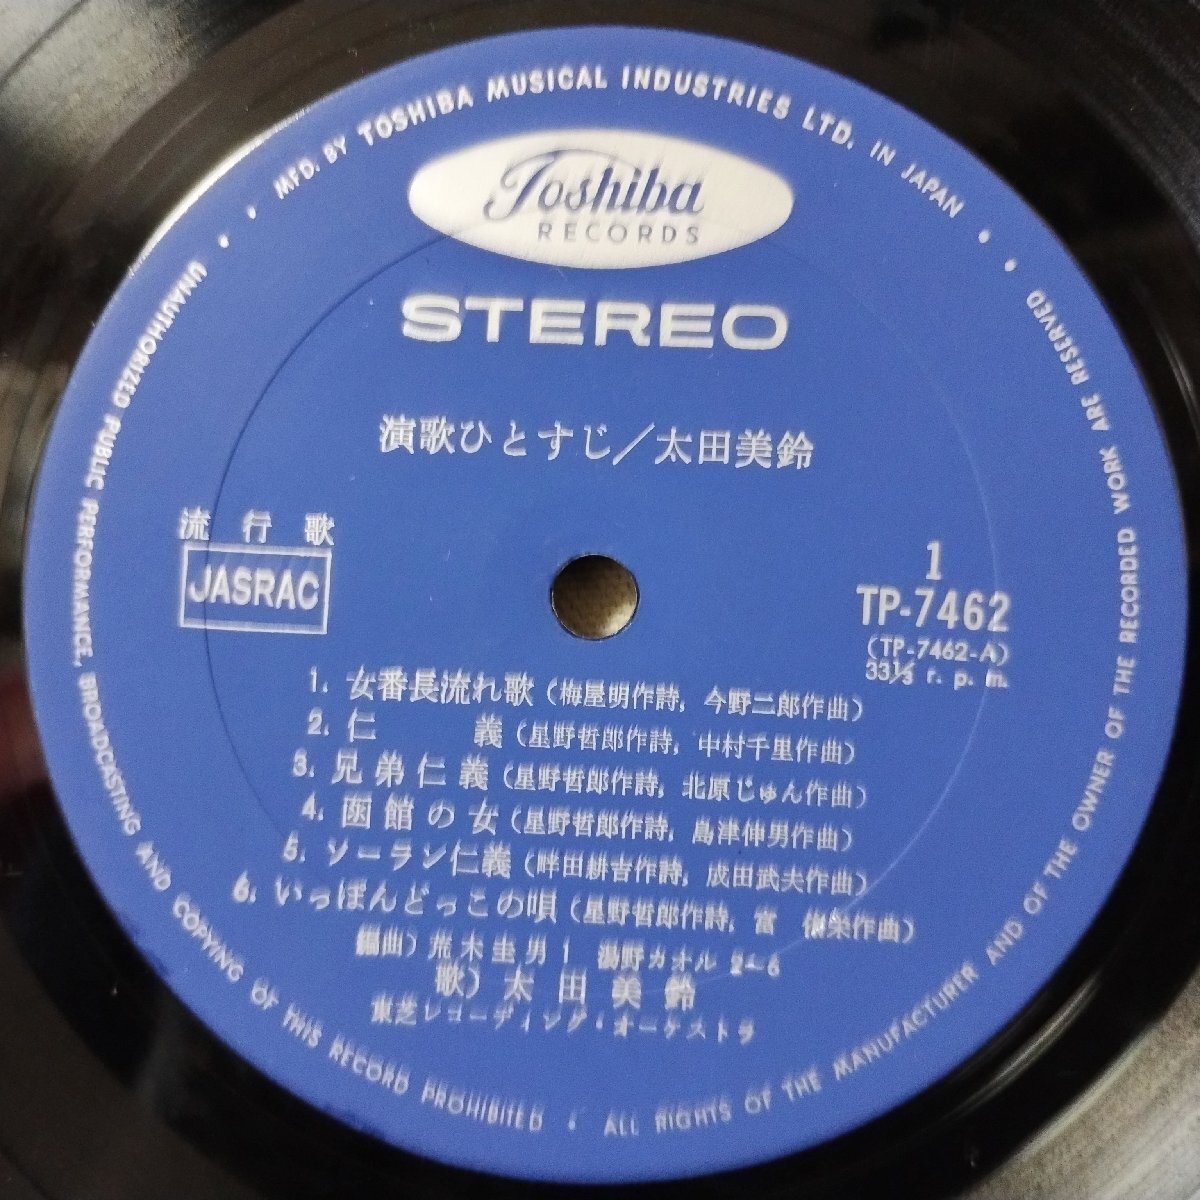 MFD. BY TOSHIBA MUSICAL INDUSTRIES LTD. IN JAPAN
Toshiba
RECORDS
STEREO
演歌ひとすじ/太田美鈴
流行歌
JASRAC
1
TP-7462
(TP-7462-A)
33⅓ r. p. m.
1. 女番長流れ歌(梅屋明作詩, 今野二郎作曲)
2. 仁 義(星野哲郎作詩, 中村千里作曲)
3. 兄弟仁義(星野哲郎作詩, 北原じゅん作曲)
4. 函館の女(星野哲郎作詩, 島津伸男作曲)
5. ソーラン仁義(畔田耕吉作詩, 成田武夫作曲)
6. いっぽんどっこの唄(星野哲郎作詩, 富 侑栄作曲)
編曲) 荒木圭男 1 湯野カオル 2-6
歌) 太田美鈴
東芝レコーディング・オーケストラ
UNAUTHORIZED PUBLIC PERFORMANCE, BROADCASTING AND COPYING OF THIS RECORD PROHIBITED • ALL RIGHTS OF THE MANUFACTURER AND OF THE OWNER OF THE RECORDED WORK ARE RESERVED